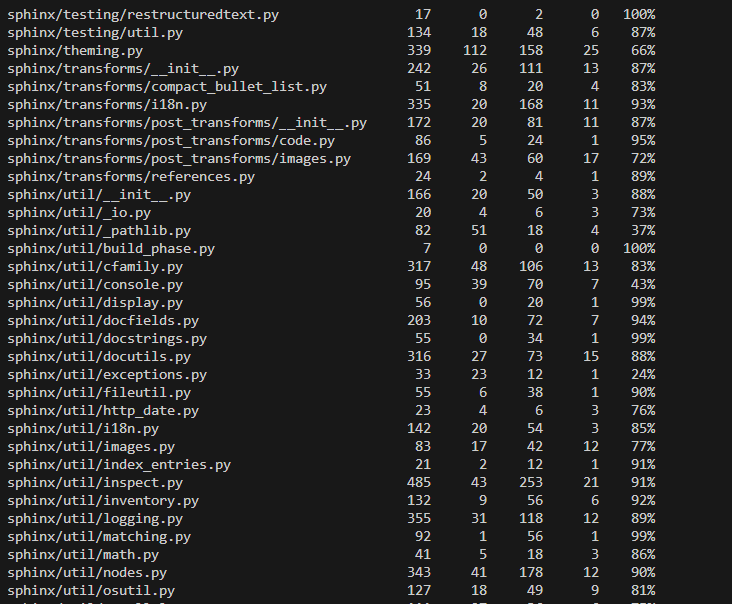 sphinx/testing/restructuredtext.py 17 0 2 0 100%
sphinx/testing/util.py 134 18 48 6 87%
sphinx/theming.py 339 112 158 25 66%
sphinx/transforms/__init__.py 242 26 111 13 87%
sphinx/transforms/compact_bullet_list.py 51 8 20 4 83%
sphinx/transforms/i18n.py 335 20 168 11 93%
sphinx/transforms/post_transforms/__init__.py 172 20 81 11 87%
sphinx/transforms/post_transforms/code.py 86 5 24 1 95%
sphinx/transforms/post_transforms/images.py 169 43 60 17 72%
sphinx/transforms/references.py 24 2 4 1 89%
sphinx/util/__init__.py 166 20 50 3 88%
sphinx/util/_io.py 20 4 6 3 73%
sphinx/util/_pathlib.py 82 51 18 4 37%
sphinx/util/build_phase.py 7 0 0 0 100%
sphinx/util/cfamily.py 317 48 106 13 83%
sphinx/util/console.py 95 39 70 7 43%
sphinx/util/display.py 56 0 20 1 99%
sphinx/util/docfields.py 203 10 72 7 94%
sphinx/util/docstrings.py 55 0 34 1 99%
sphinx/util/docutils.py 316 27 73 15 88%
sphinx/util/exceptions.py 33 23 12 1 24%
sphinx/util/fileutil.py 55 6 38 1 90%
sphinx/util/http_date.py 23 4 6 3 76%
sphinx/util/i18n.py 142 20 54 3 85%
sphinx/util/images.py 83 17 42 12 77%
sphinx/util/index_entries.py 21 2 12 1 91%
sphinx/util/inspect.py 485 43 253 21 91%
sphinx/util/inventory.py 132 9 56 6 92%
sphinx/util/logging.py 355 31 118 12 89%
sphinx/util/matching.py 92 1 56 1 99%
sphinx/util/math.py 41 5 18 3 86%
sphinx/util/nodes.py 343 41 178 12 90%
sphinx/util/osutil.py 127 18 49 9 81%